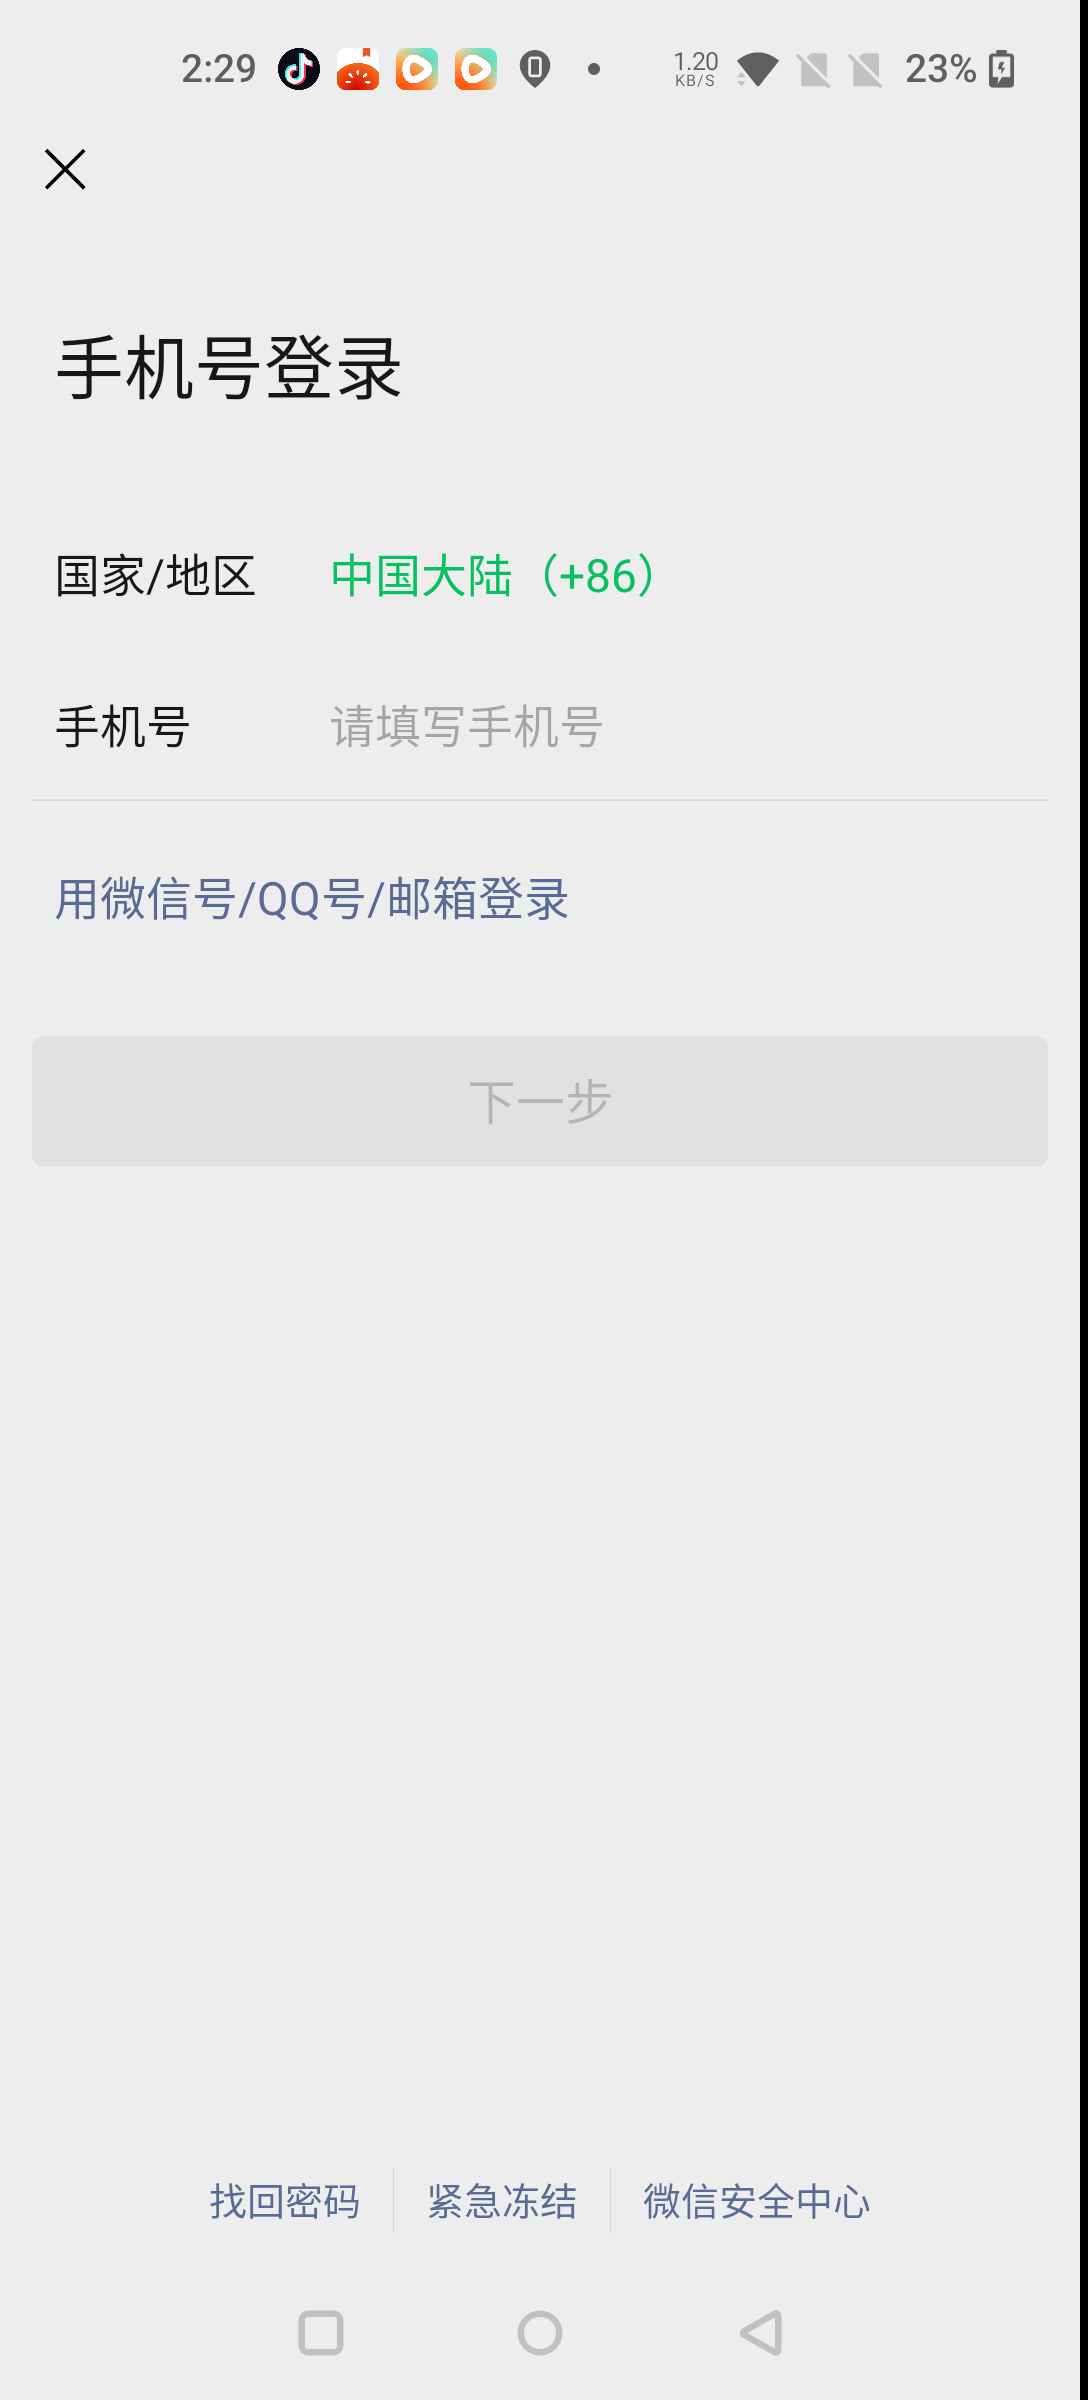 2:29 1.20 KB/S 23%
手机号登录
国家/地区 中国大陆（+86）
手机号 请填写手机号
用微信号/QQ号/邮箱登录
下一步
找回密码 紧急冻结 微信安全中心